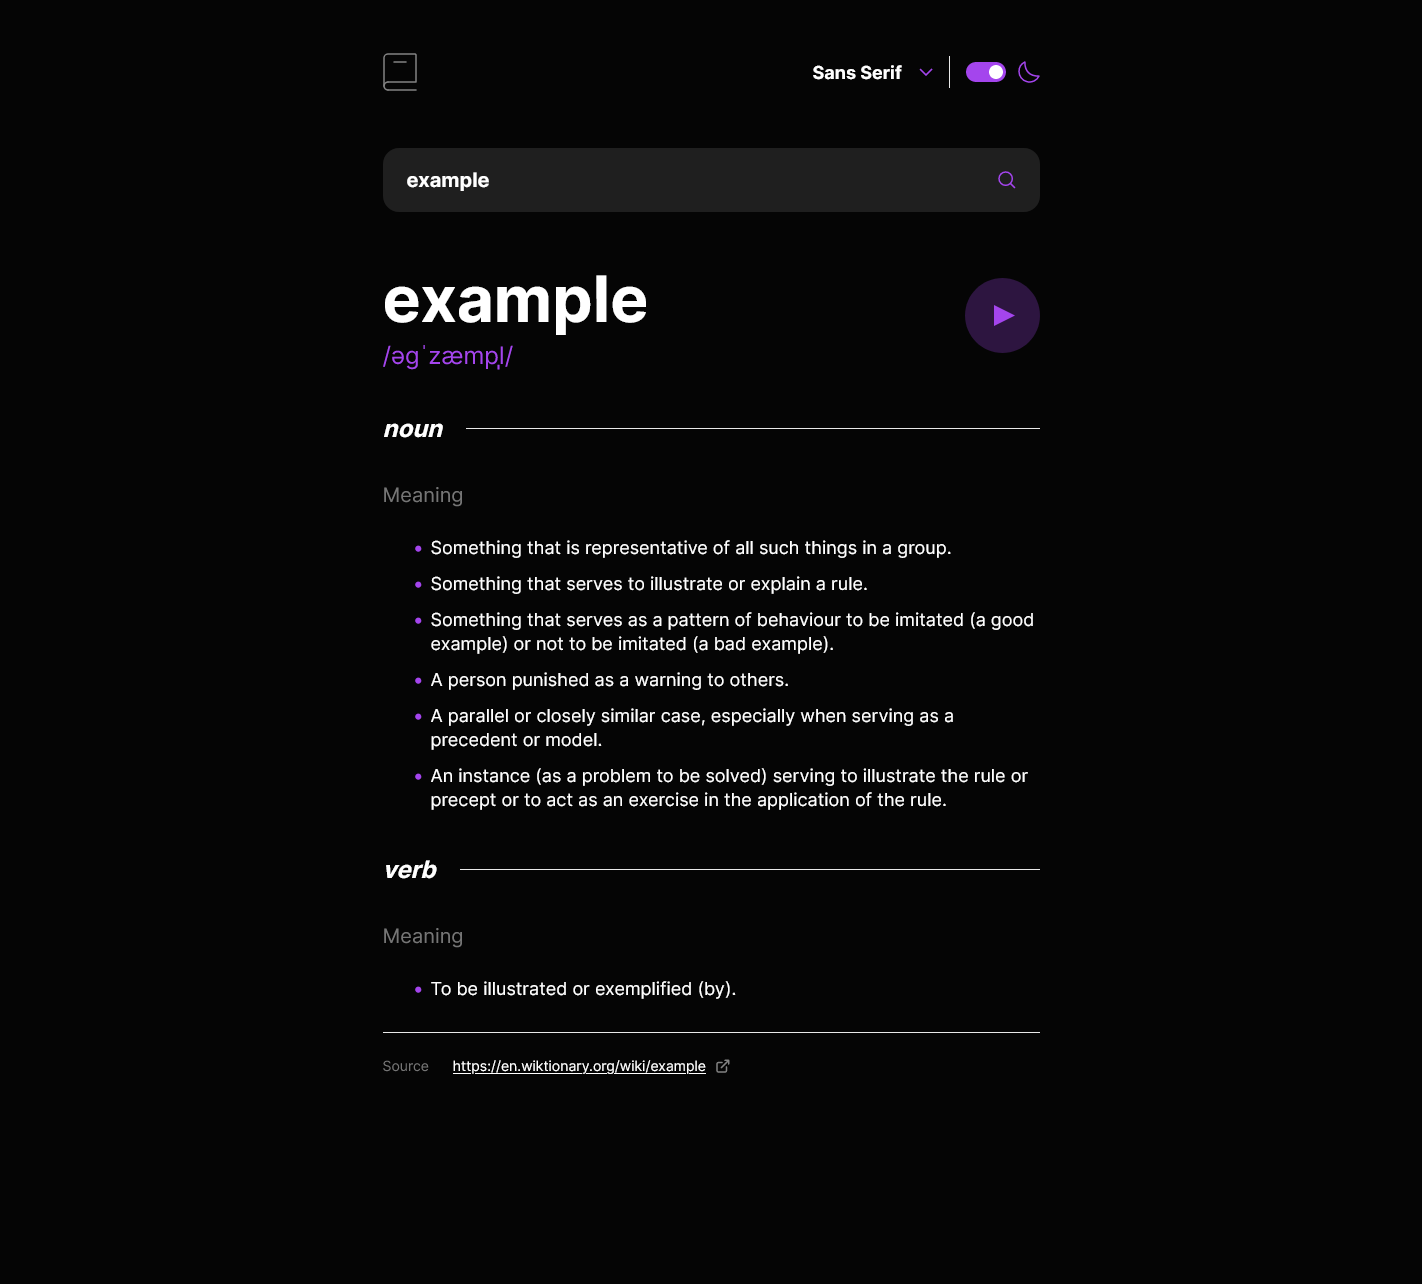 Sans Serif
example
example
/əɡˈzæmpl̩/
noun
Meaning
Something that is representative of all such things in a group.
Something that serves to illustrate or explain a rule.
Something that serves as a pattern of behaviour to be imitated (a good
example) or not to be imitated (a bad example).
A person punished as a warning to others.
A parallel or closely similar case, especially when serving as a
precedent or model.
An instance (as a problem to be solved) serving to illustrate the rule or
precept or to act as an exercise in the application of the rule.
verb
Meaning
To be illustrated or exemplified (by).
Source https://en.wiktionary.org/wiki/example